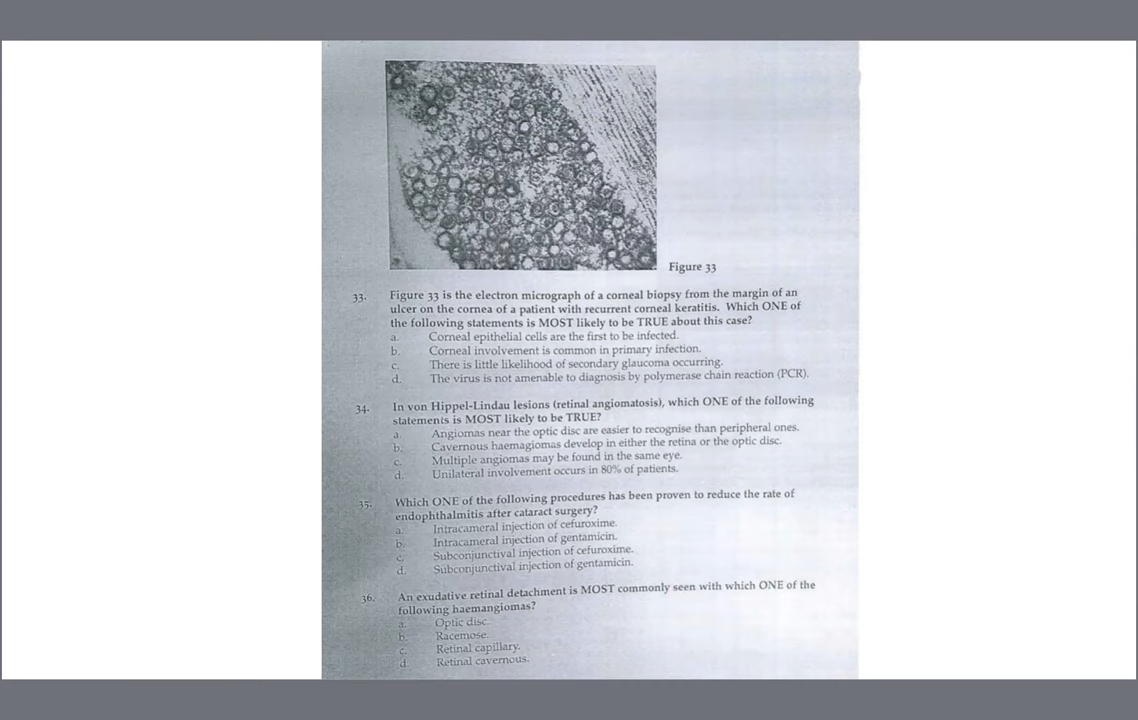 Figure 33
33. Figure 33 is the electron micrograph of a corneal biopsy from the margin of an
ulcer on the cornea of a patient with recurrent corneal keratitis. Which ONE of
the following statements is MOST likely to be TRUE about this case?
a. Corneal epithelial cells are the first to be infected.
b. Corneal involvement is common in primary infection.
c. There is little likelihood of secondary glaucoma occurring.
d. The virus is not amenable to diagnosis by polymerase chain reaction (PCR).
34. In von Hippel-Lindau lesions (retinal angiomatosis), which ONE of the following
statements is MOST likely to be TRUE?
a. Angiomas near the optic disc are easier to recognise than peripheral ones.
b. Cavernous haemagiomas develop in either the retina or the optic disc.
c. Multiple angiomas may be found in the same eye.
d. Unilateral involvement occurs in 80% of patients.
35. Which ONE of the following procedures has been proven to reduce the rate of
endophthalmitis after cataract surgery?
a. Intracameral injection of cefuroxime.
b. Intracameral injection of gentamicin.
c. Subconjunctival injection of cefuroxime.
d. Subconjunctival injection of gentamicin.
36. An exudative retinal detachment is MOST commonly seen with which ONE of the
following haemangiomas?
a. Optic disc.
b. Racemose.
c. Retinal capillary.
d. Retinal cavernous.